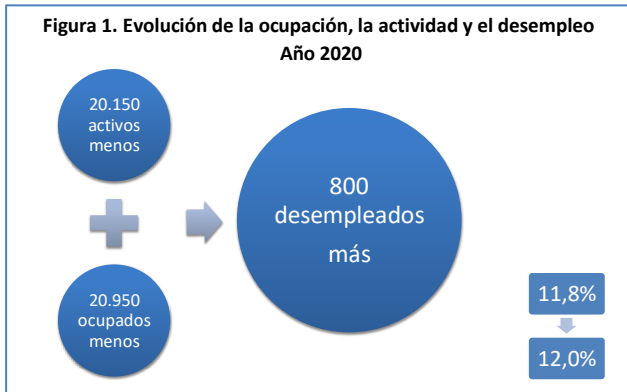 Figura 1. Evolución de la ocupación, la actividad y el desempleo
Año 2020
20.150
activos
menos
20.950
ocupados
menos
800
desempleados
más
11,8%
12,0%